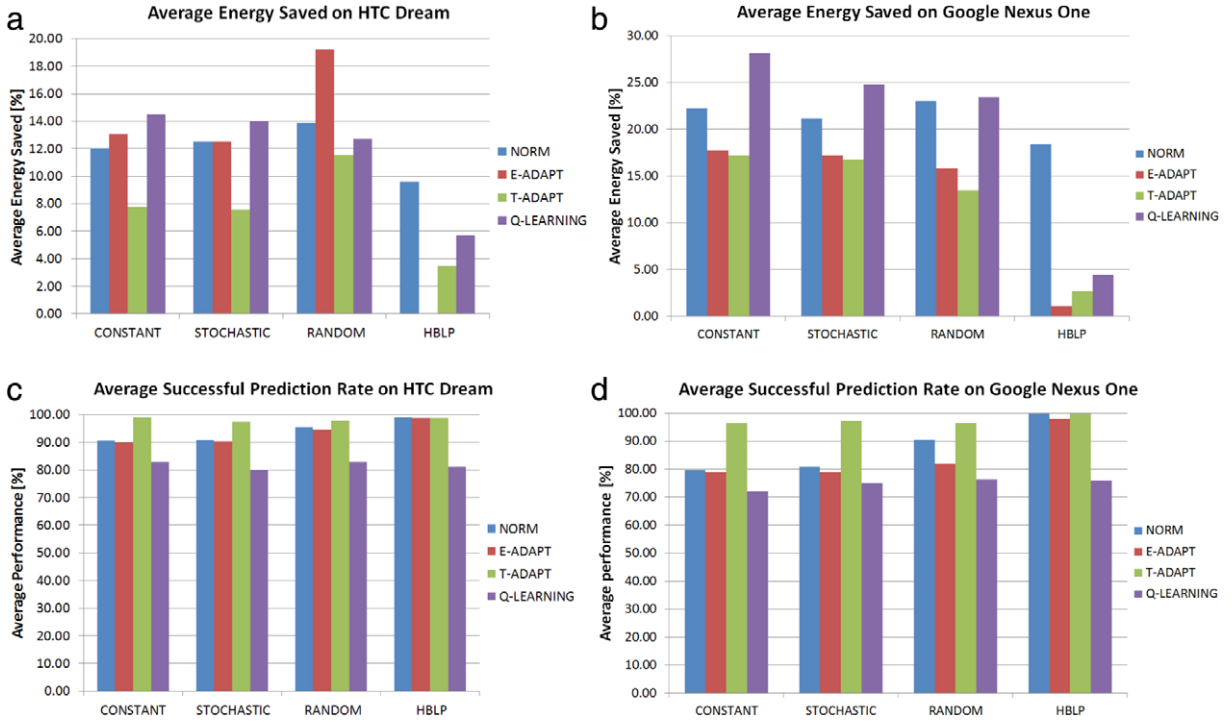 a
Average Energy Saved on HTC Dream
20.00
18.00
16.00
14.00
12.00
10.00
8.00
6.00
4.00
2.00
0.00
Average Energy Saved [%]
CONSTANT STOCHASTIC RANDOM HBLP
NORM
E-ADAPT
T-ADAPT
Q-LEARNING
b
Average Energy Saved on Google Nexus One
30.00
25.00
20.00
15.00
10.00
5.00
0.00
Average Energy Saved [%]
CONSTANT STOCHASTIC RANDOM HBLP
NORM
E-ADAPT
T-ADAPT
Q-LEARNING
c
Average Successful Prediction Rate on HTC Dream
100.00
90.00
80.00
70.00
60.00
50.00
40.00
30.00
20.00
10.00
0.00
Average Performance [%]
CONSTANT STOCHASTIC RANDOM HBLP
NORM
E-ADAPT
T-ADAPT
Q-LEARNING
d
Average Successful Prediction Rate on Google Nexus One
100.00
90.00
80.00
70.00
60.00
50.00
40.00
30.00
20.00
10.00
0.00
Average performance [%]
CONSTANT STOCHASTIC RANDOM HBLP
NORM
E-ADAPT
T-ADAPT
Q-LEARNING